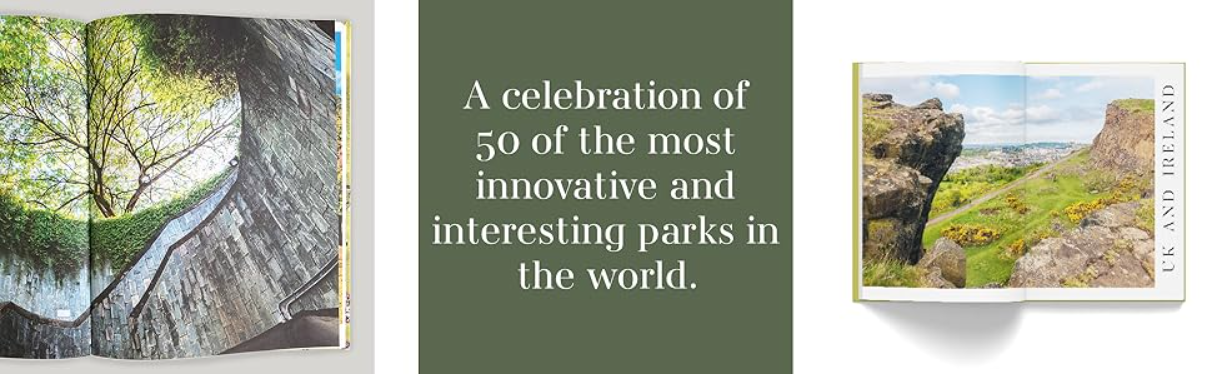 A celebration of
50 of the most
innovative and
interesting parks in
the world.
UK AND IRELAND